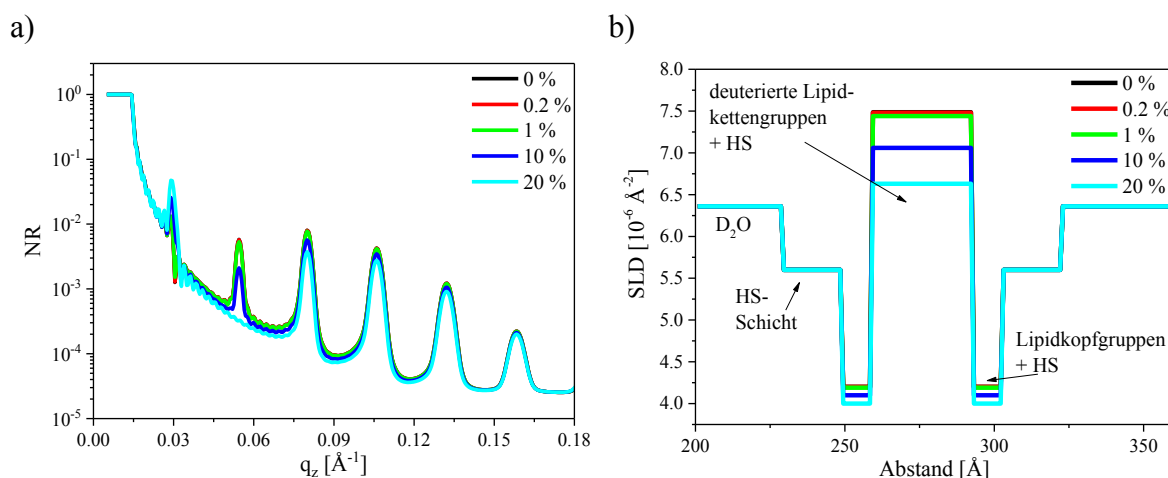 a)
0 %
0.2 %
1 %
10 %
20 %
10⁰
10⁻¹
10⁻²
10⁻³
10⁻⁴
10⁻⁵
NR
0.00
0.03
0.06
0.09
0.12
0.15
0.18
q_z [Å⁻¹]
b)
0 %
0.2 %
1 %
10 %
20 %
deuterierte Lipid-
kettengruppen
+ HS
D₂O
HS-
Schicht
Lipidkopfgruppen
+ HS
8.0
7.5
7.0
6.5
6.0
5.5
5.0
4.5
4.0
SLD [10⁻⁶ Å⁻²]
200
250
300
350
Abstand [Å]